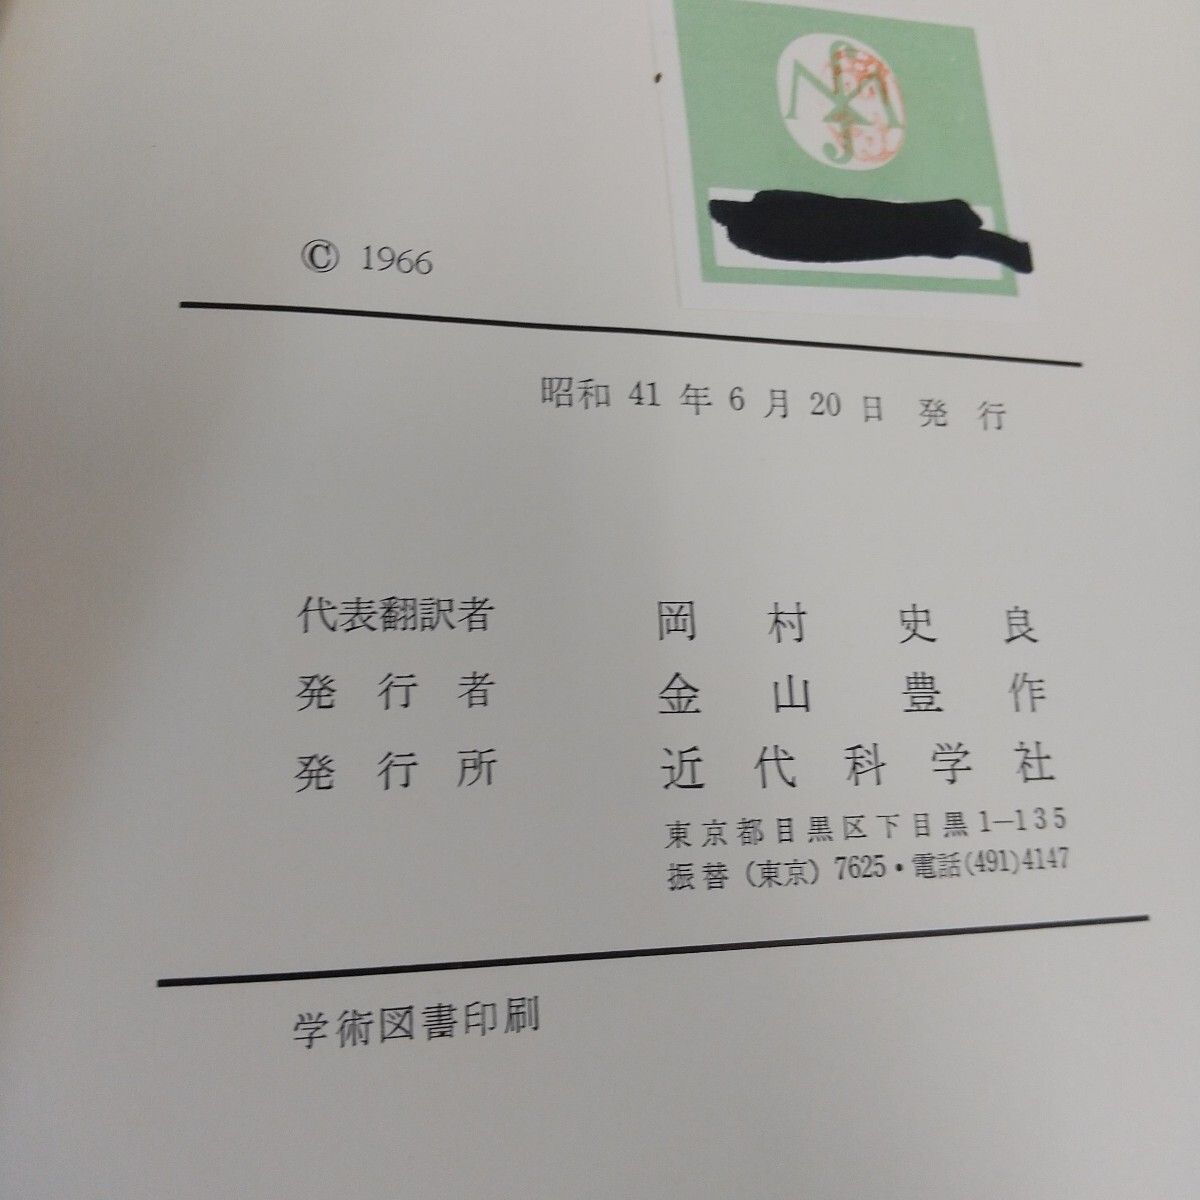 © 1966
昭和 41 年 6 月 20 日 発 行
代表翻訳者 岡 村 史 良
発 行 者 金 山 豊 作
発 行 所 近 代 科 学 社
東京都目黒区下目黒1—135
振替 (東京) 7625・電話(491)4147
学術図書印刷